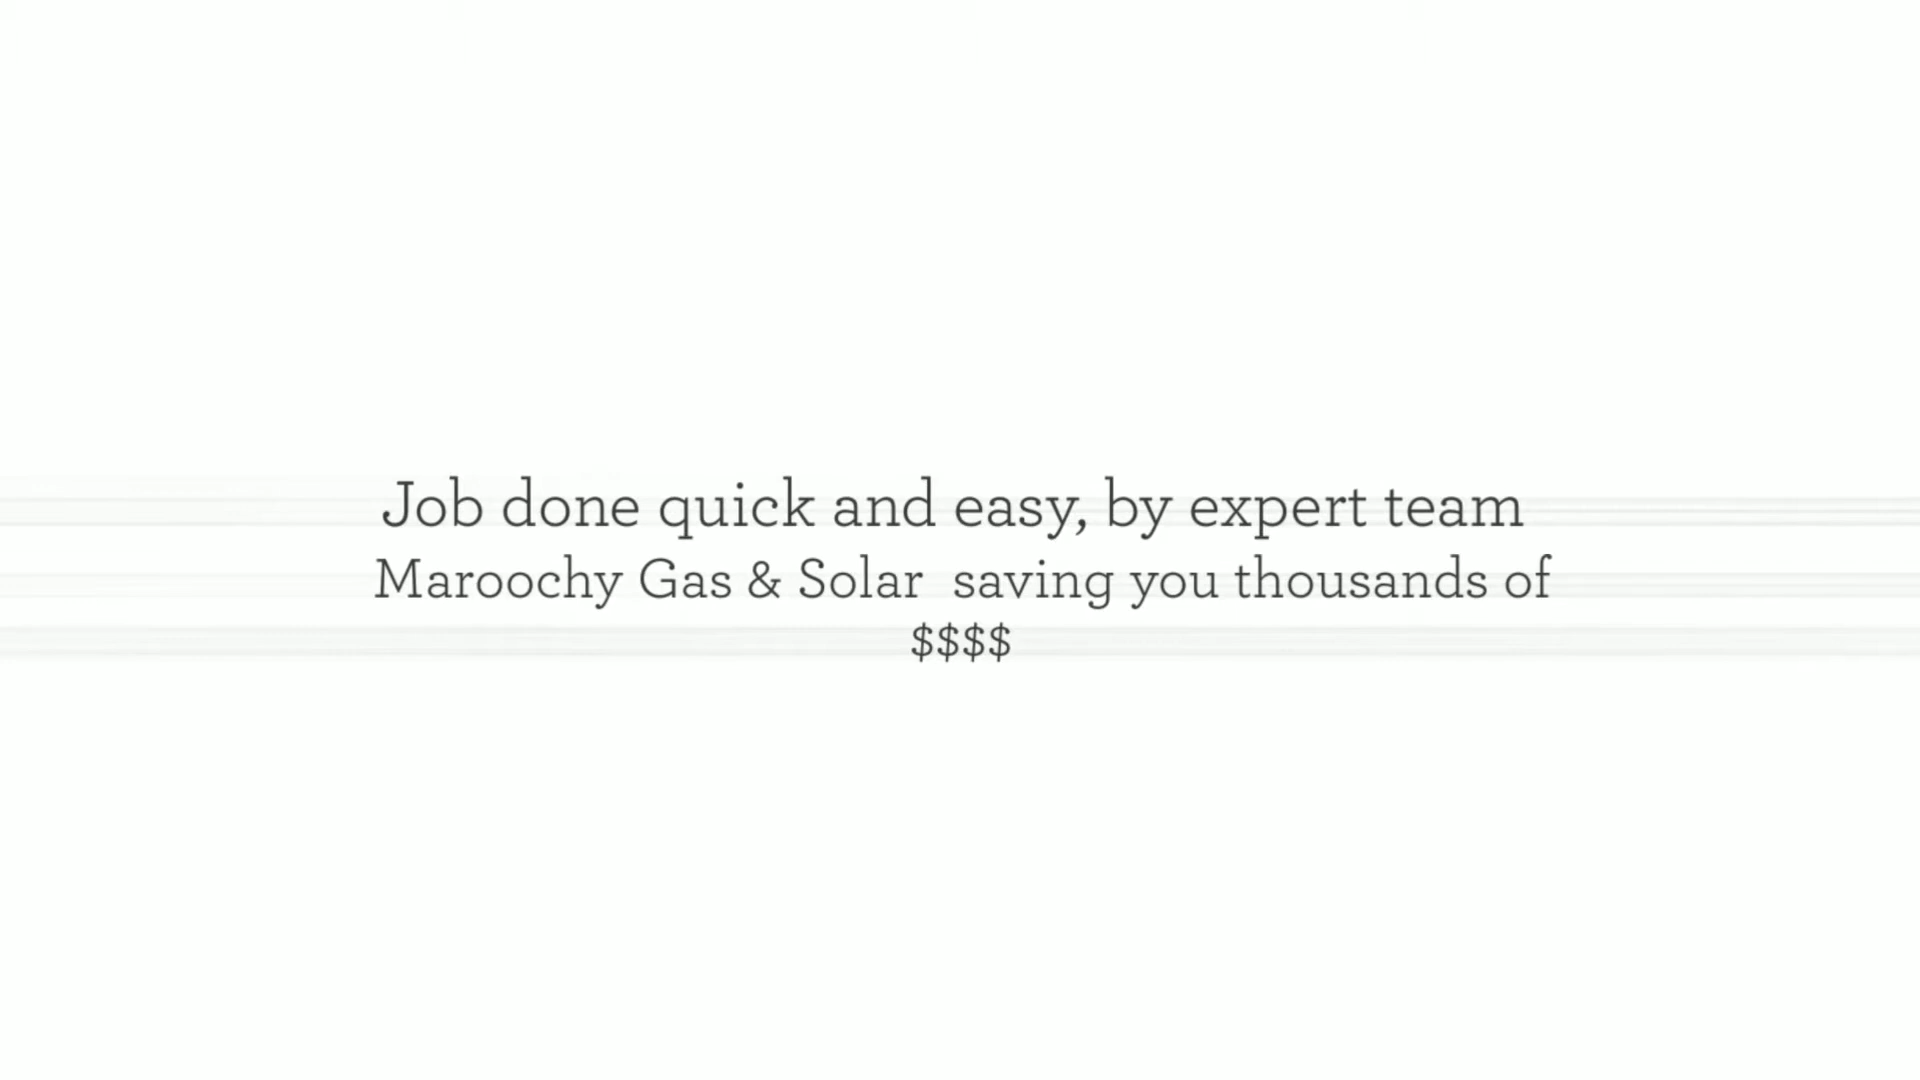 Job done quick and easy, by expert team
Maroochy Gas & Solar  saving you thousands of
$$$$